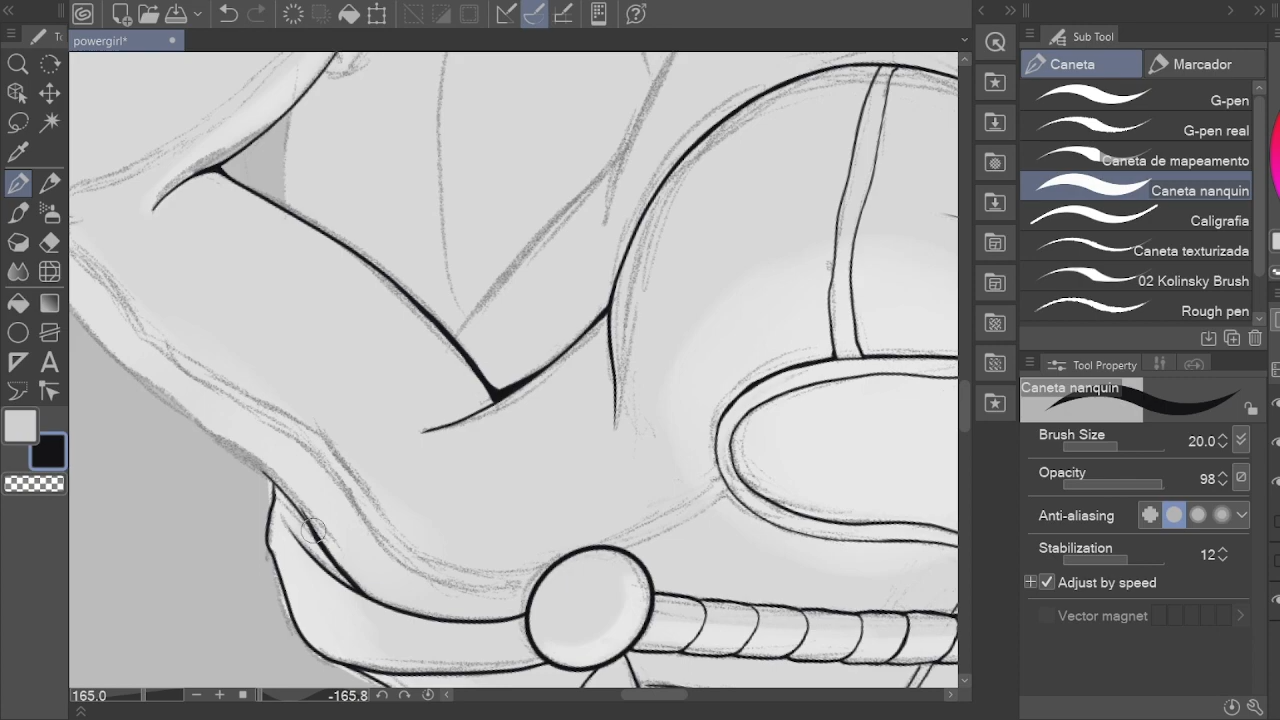 powergirl*
Sub Tool
Caneta
Marcador
G-pen
G-pen real
Caneta de mapeamento
Caneta nanquin
Caligrafia
Caneta texturizada
02 Kolinsky Brush
Rough pen
Tool Property
Caneta nanquin
Brush Size
20.0
Opacity
98
Anti-aliasing
Stabilization
12
Adjust by speed
Vector magnet
165.0
-165.8